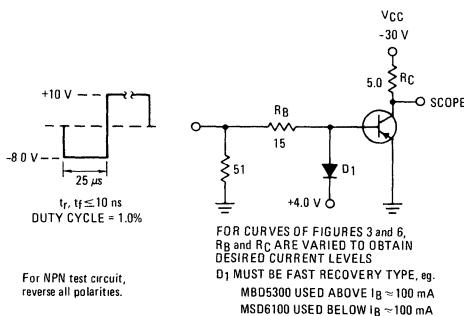 VCC
-30 V
5.0 RC
SCOPE
+10 V
RB
15
51
D1
+4.0 V
-8.0 V
25 µs
tr, tf ≤ 10 ns
DUTY CYCLE = 1.0%
For NPN test circuit,
reverse all polarities.
FOR CURVES OF FIGURES 3 and 6,
RB and RC ARE VARIED TO OBTAIN
DESIRED CURRENT LEVELS
D1 MUST BE FAST RECOVERY TYPE, eg.
MBD5300 USED ABOVE IB ≈ 100 mA
MSD6100 USED BELOW IB ≈ 100 mA